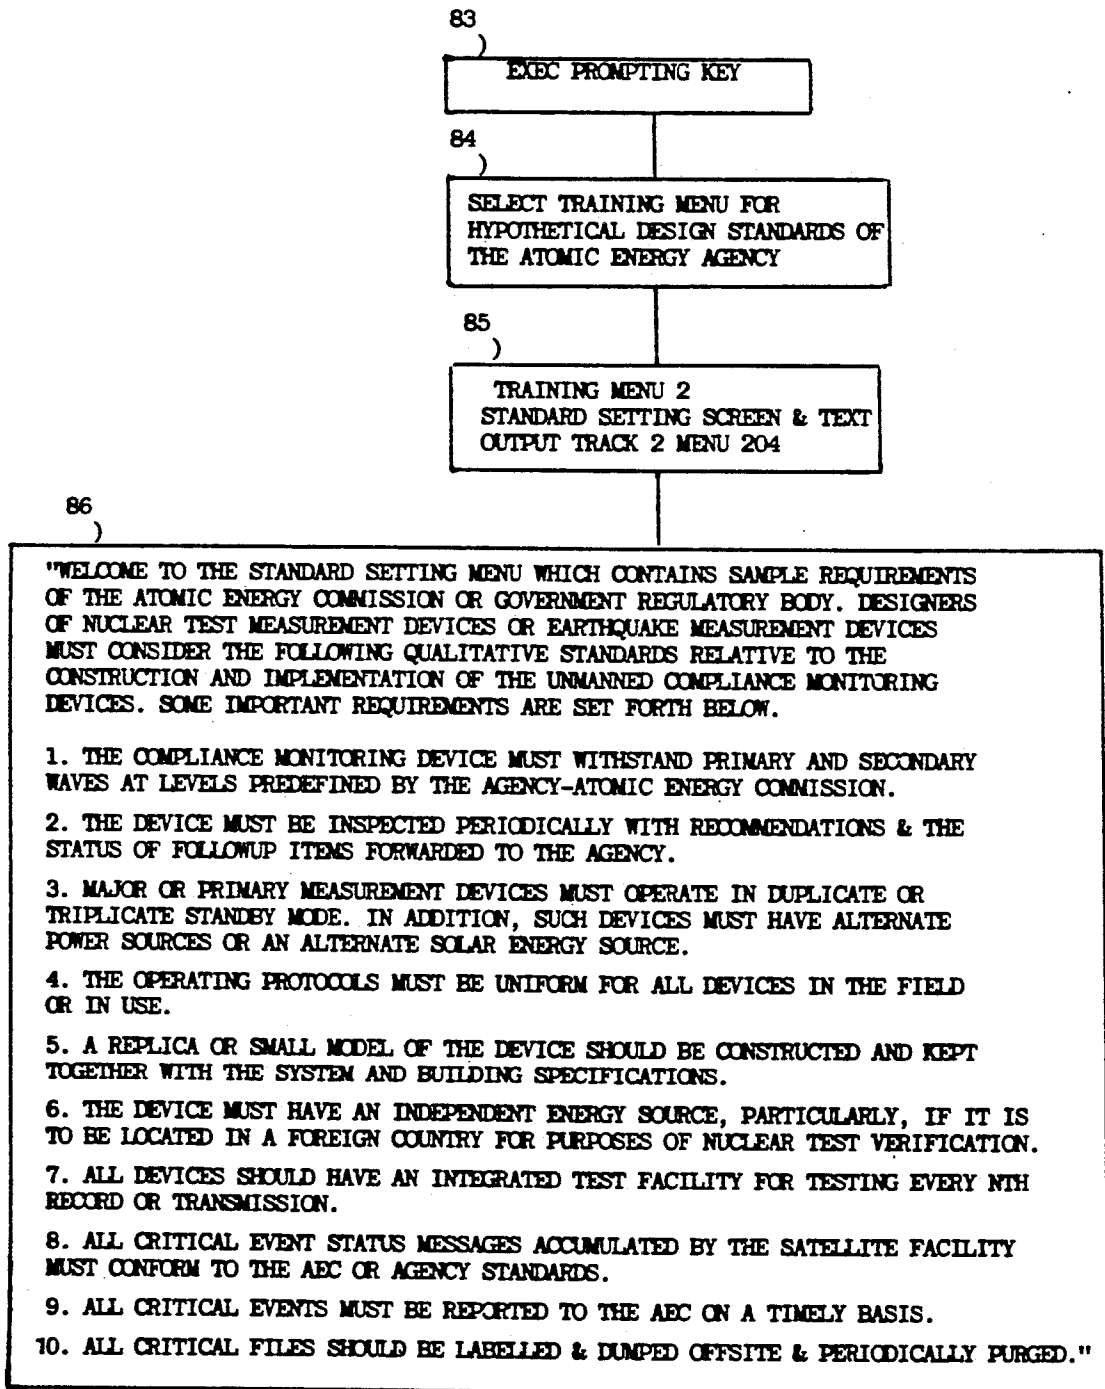 83
EXEC PROMPTING KEY
84
SELECT TRAINING MENU FOR
HYPOTHETICAL DESIGN STANDARDS OF
THE ATOMIC ENERGY AGENCY
85
TRAINING MENU 2
STANDARD SETTING SCREEN & TEXT
OUTPUT TRACK 2 MENU 204
86
"WELCOME TO THE STANDARD SETTING MENU WHICH CONTAINS SAMPLE REQUIREMENTS
OF THE ATOMIC ENERGY COMMISSION OR GOVERNMENT REGULATORY BODY. DESIGNERS
OF NUCLEAR TEST MEASUREMENT DEVICES OR EARTHQUAKE MEASUREMENT DEVICES
MUST CONSIDER THE FOLLOWING QUALITATIVE STANDARDS RELATIVE TO THE
CONSTRUCTION AND IMPLEMENTATION OF THE UNMANNED COMPLIANCE MONITORING
DEVICES. SOME IMPORTANT REQUIREMENTS ARE SET FORTH BELOW.
1. THE COMPLIANCE MONITORING DEVICE MUST WITHSTAND PRIMARY AND SECONDARY
WAVES AT LEVELS PREDEFINED BY THE AGENCY-ATOMIC ENERGY COMMISSION.
2. THE DEVICE MUST BE INSPECTED PERIODICALLY WITH RECOMMENDATIONS & THE
STATUS OF FOLLOWUP ITEMS FORWARDED TO THE AGENCY.
3. MAJOR OR PRIMARY MEASUREMENT DEVICES MUST OPERATE IN DUPLICATE OR
TRIPLICATE STANDBY MODE. IN ADDITION, SUCH DEVICES MUST HAVE ALTERNATE
POWER SOURCES OR AN ALTERNATE SOLAR ENERGY SOURCE.
4. THE OPERATING PROTOCOLS MUST BE UNIFORM FOR ALL DEVICES IN THE FIELD
OR IN USE.
5. A REPLICA OR SMALL MODEL OF THE DEVICE SHOULD BE CONSTRUCTED AND KEPT
TOGETHER WITH THE SYSTEM AND BUILDING SPECIFICATIONS.
6. THE DEVICE MUST HAVE AN INDEPENDENT ENERGY SOURCE, PARTICULARLY, IF IT IS
TO BE LOCATED IN A FOREIGN COUNTRY FOR PURPOSES OF NUCLEAR TEST VERIFICATION.
7. ALL DEVICES SHOULD HAVE AN INTEGRATED TEST FACILITY FOR TESTING EVERY NTH
RECORD OR TRANSMISSION.
8. ALL CRITICAL EVENT STATUS MESSAGES ACCUMULATED BY THE SATELLITE FACILITY
MUST CONFORM TO THE AEC OR AGENCY STANDARDS.
9. ALL CRITICAL EVENTS MUST BE REPORTED TO THE AEC ON A TIMELY BASIS.
10. ALL CRITICAL FILES SHOULD BE LABELLED & DUMPED OFFSITE & PERIODICALLY PURGED."